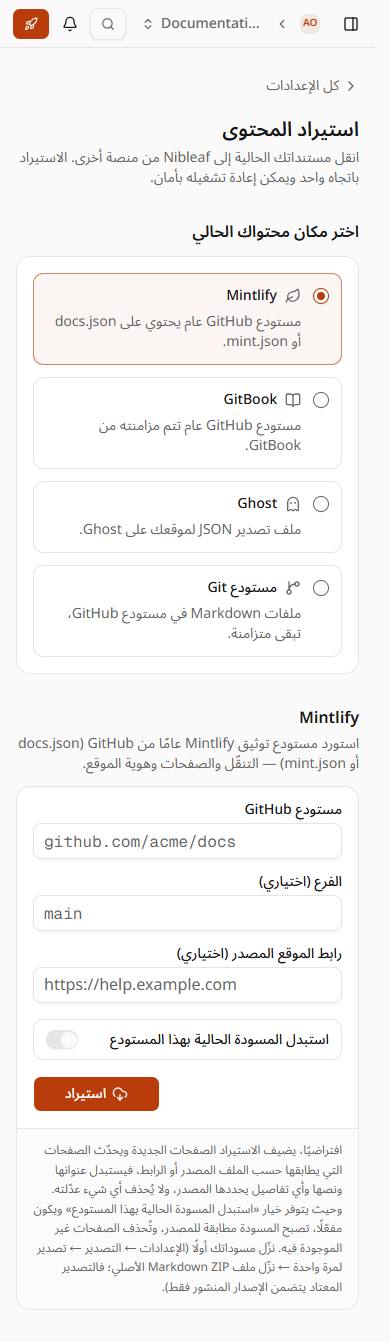 AO
Documentati...
كل الإعدادات
استيراد المحتوى
انقل مستنداتك الحالية إلى Nibleaf من منصة أخرى. الاستيراد
باتجاه واحد ويمكن إعادة تشغيله بأمان.
اختر مكان محتواك الحالي
Mintlify
مستودع GitHub عام يحتوي على docs.json
أو mint.json.
GitBook
مستودع GitHub عام تتم مزامنته من
GitBook.
Ghost
ملف تصدير JSON لموقعك على Ghost.
مستودع Git
ملفات Markdown في مستودع GitHub،
تبقى متزامنة.
Mintlify
استورد مستودع توثيق Mintlify عامًا من GitHub (docs.json
أو mint.json) — التنقّل والصفحات وهوية الموقع.
مستودع GitHub
github.com/acme/docs
الفرع (اختياري)
main
رابط الموقع المصدر (اختياري)
https://help.example.com
استبدل المسودة الحالية بهذا المستودع
استيراد
افتراضيًا، يضيف الاستيراد الصفحات الجديدة ويحدّث الصفحات
التي يطابقها حسب الملف المصدر أو الرابط، فيستبدل عنوانها
ونصها وأي تفاصيل يحددها المصدر، ولا يُحذف أي شيء عدّلته.
وحيث يتوفر خيار «استبدل المسودة الحالية بهذا المستودع» ويكون
مفعّلًا، تصبح المسودة مطابقة للمصدر، وتُحذف الصفحات غير
الموجودة فيه. نزّل مسوداتك أولًا (الإعدادات ← التصدير ← تصدير
لمرة واحدة ← نزّل ملف Markdown ZIP الأصلي؛ فالتصدير
المعتاد يتضمن الإصدار المنشور فقط).